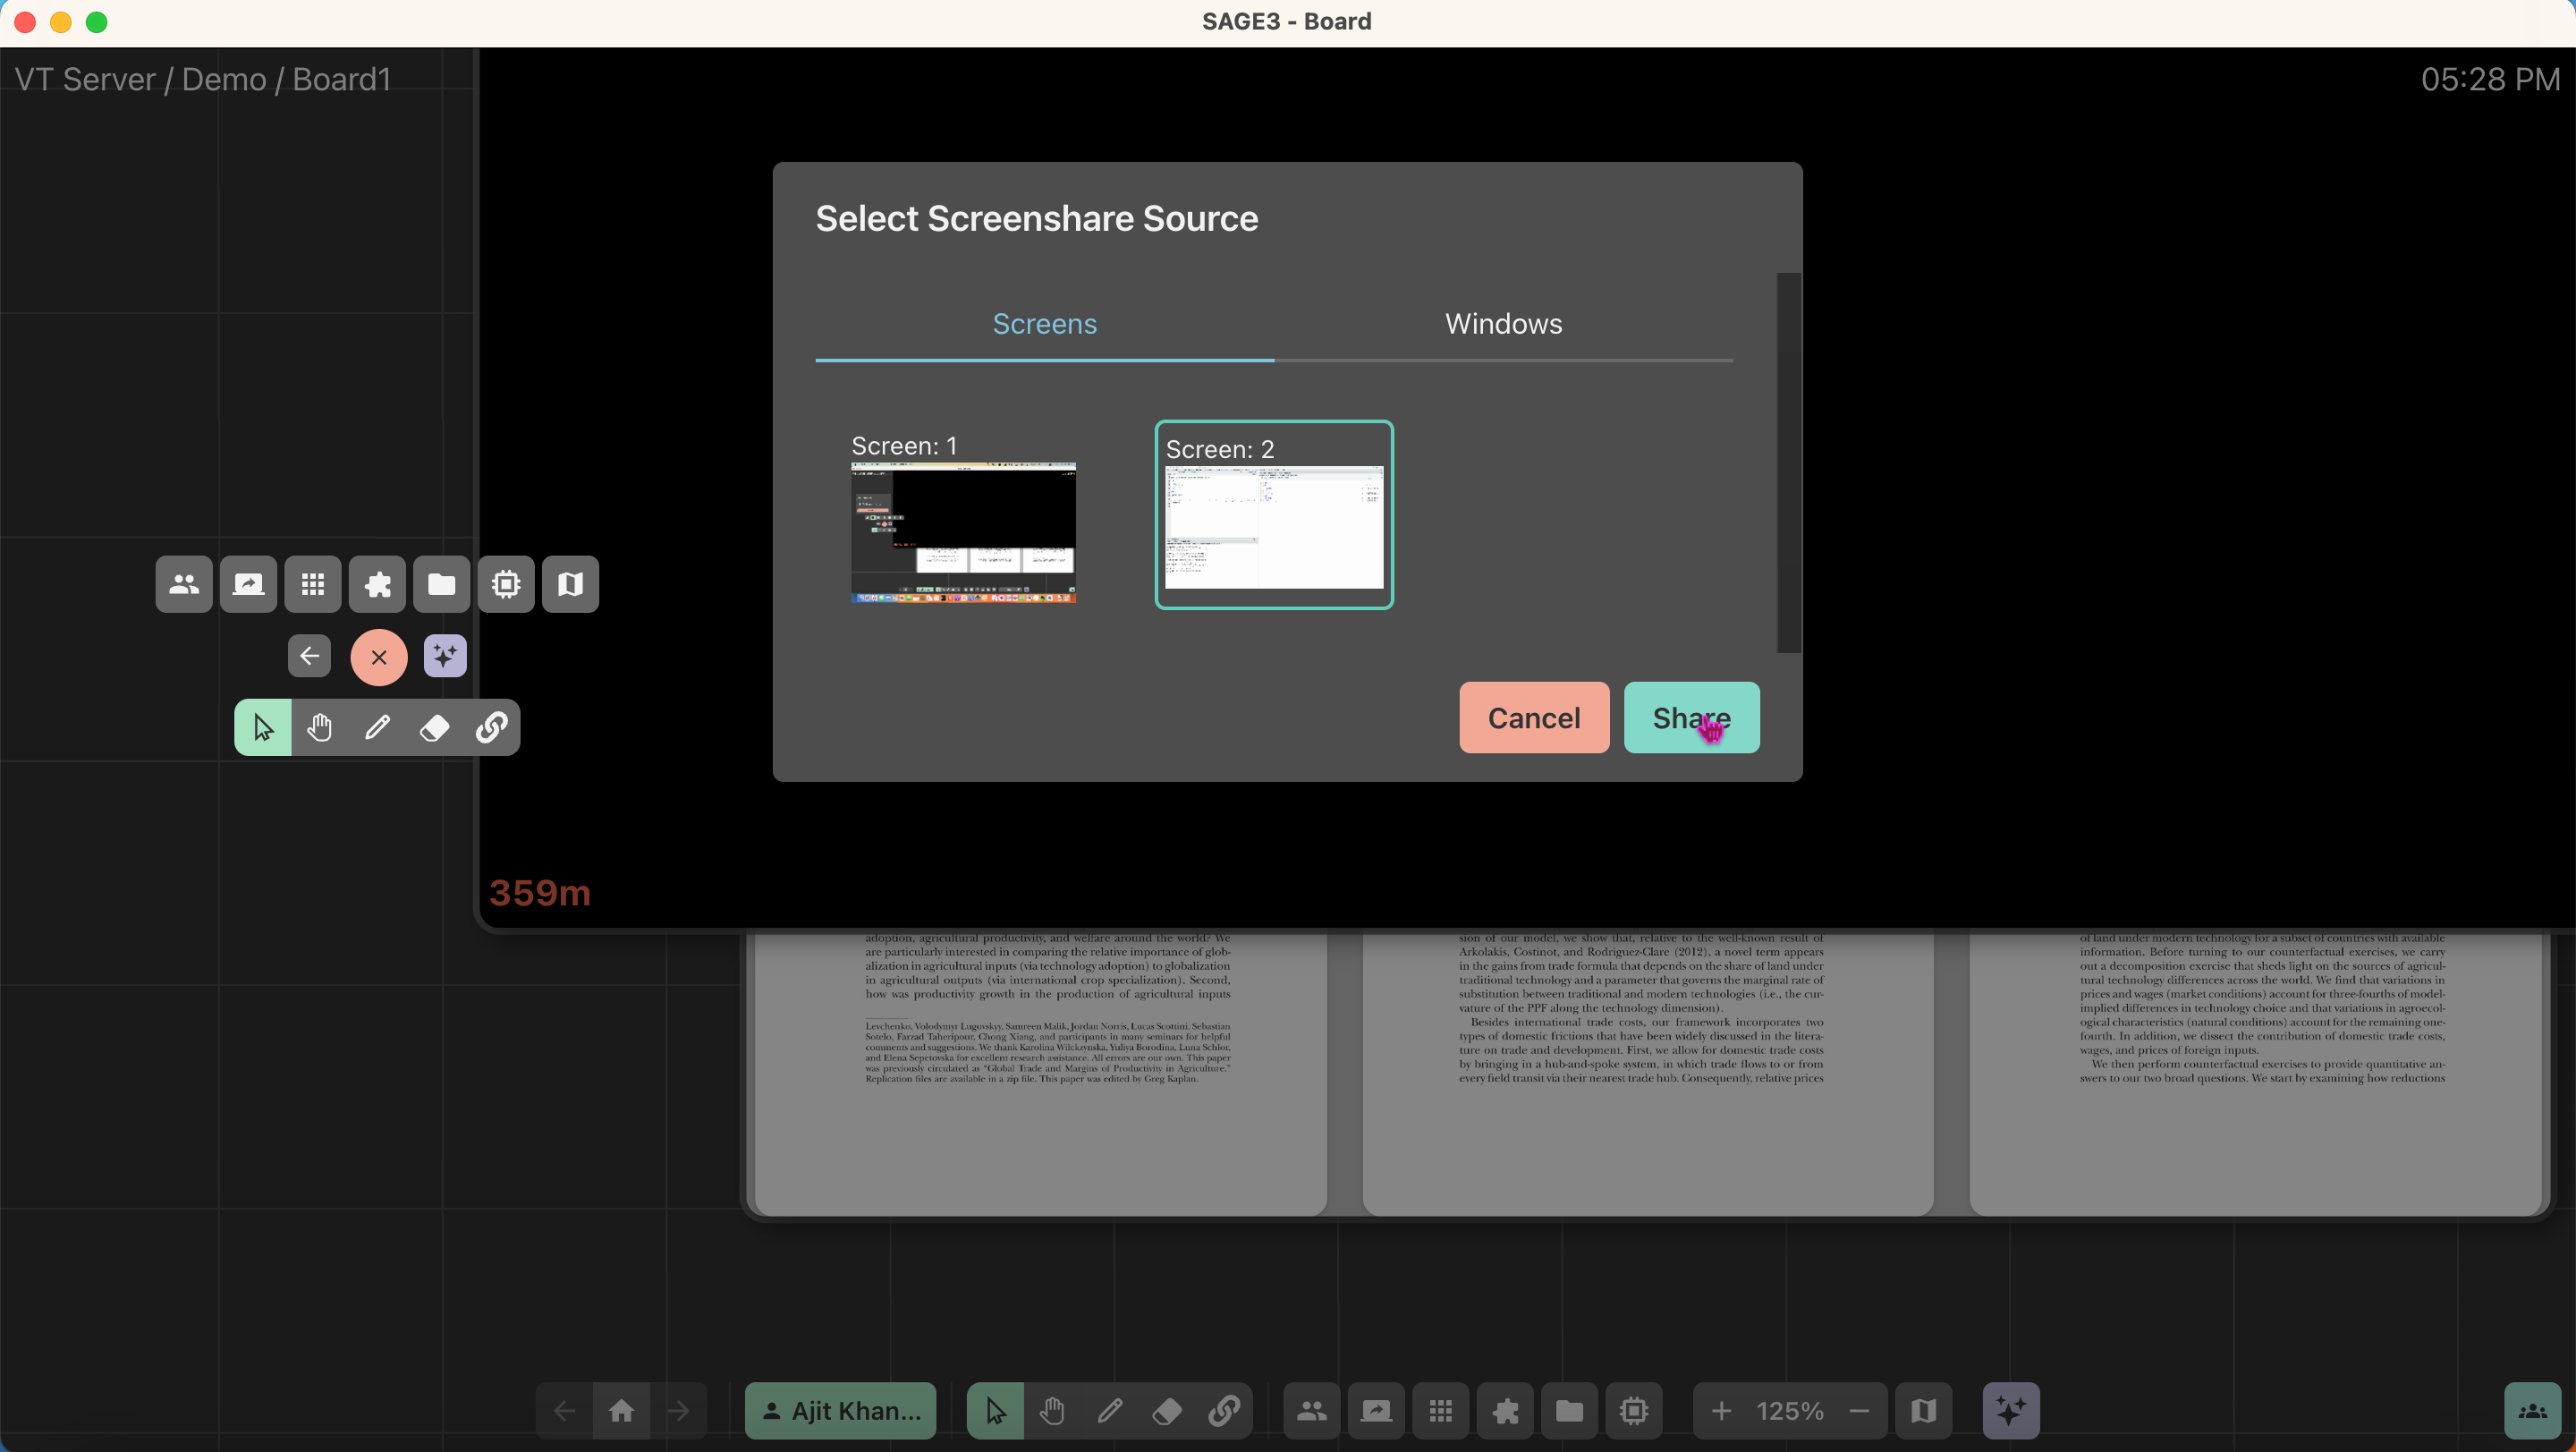 SAGE3 - Board
VT Server / Demo / Board1
05:28 PM
Select Screenshare Source
Screens
Windows
Screen: 1
Screen: 2
Cancel
Share
359m
adoption, agricultural productivity, and welfare around the world? We
are particularly interested in comparing the relative importance of glob-
alization in agricultural inputs (via technology adoption) to globalization
in agricultural outputs (via international crop specialization). Second,
how was productivity growth in the production of agricultural inputs
Levchenko, Volodymyr Lugovskyy, Samreen Malik, Jordan Norris, Lucas Scottini, Sebastian
Sotelo, Farzad Taheripour, Chong Xiang, and participants in many seminars for helpful
comments and suggestions. We thank Karolina Wilckzynska, Yuliya Borodina, Luna Schlor,
and Elena Sepetovska for excellent research assistance. All errors are our own. This paper
was previously circulated as “Global Trade and Margins of Productivity in Agriculture.”
Replication files are available in a zip file. This paper was edited by Greg Kaplan.
sion of our model, we show that, relative to the well-known result of
Arkolakis, Costinot, and Rodriguez-Clare (2012), a novel term appears
in the gains from trade formula that depends on the share of land under
traditional technology and a parameter that governs the marginal rate of
substitution between traditional and modern technologies (i.e., the cur-
vature of the PPF along the technology dimension).
Besides international trade costs, our framework incorporates two
types of domestic frictions that have been widely discussed in the litera-
ture on trade and development. First, we allow for domestic trade costs
by bringing in a hub-and-spoke system, in which trade flows to or from
every field transit via their nearest trade hub. Consequently, relative prices
of land under modern technology for a subset of countries with available
information. Before turning to our counterfactual exercises, we carry
out a decomposition exercise that sheds light on the sources of agricul-
tural technology differences across the world. We find that variations in
prices and wages (market conditions) account for three-fourths of model-
implied differences in technology choice and that variations in agroecol-
ogical characteristics (natural conditions) account for the remaining one-
fourth. In addition, we dissect the contribution of domestic trade costs,
wages, and prices of foreign inputs.
We then perform counterfactual exercises to provide quantitative an-
swers to our two broad questions. We start by examining how reductions
Ajit Khan...
125%